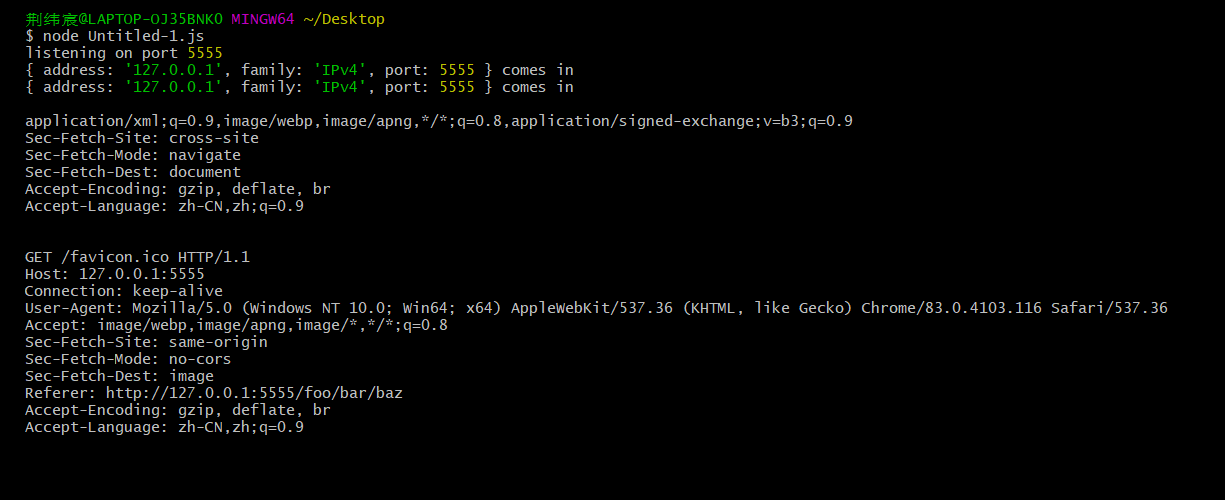 荆纬宸@LAPTOP-OJ35BNKO MINGW64 ~/Desktop
$ node Untitled-1.js
listening on port 5555
{ address: '127.0.0.1', family: 'IPv4', port: 5555 } comes in
{ address: '127.0.0.1', family: 'IPv4', port: 5555 } comes in
application/xml;q=0.9,image/webp,image/apng,*/*;q=0.8,application/signed-exchange;v=b3;q=0.9
Sec-Fetch-Site: cross-site
Sec-Fetch-Mode: navigate
Sec-Fetch-Dest: document
Accept-Encoding: gzip, deflate, br
Accept-Language: zh-CN,zh;q=0.9
GET /favicon.ico HTTP/1.1
Host: 127.0.0.1:5555
Connection: keep-alive
User-Agent: Mozilla/5.0 (Windows NT 10.0; Win64; x64) AppleWebKit/537.36 (KHTML, like Gecko) Chrome/83.0.4103.116 Safari/537.36
Accept: image/webp,image/apng,image/*,*/*;q=0.8
Sec-Fetch-Site: same-origin
Sec-Fetch-Mode: no-cors
Sec-Fetch-Dest: image
Referer: http://127.0.0.1:5555/foo/bar/baz
Accept-Encoding: gzip, deflate, br
Accept-Language: zh-CN,zh;q=0.9